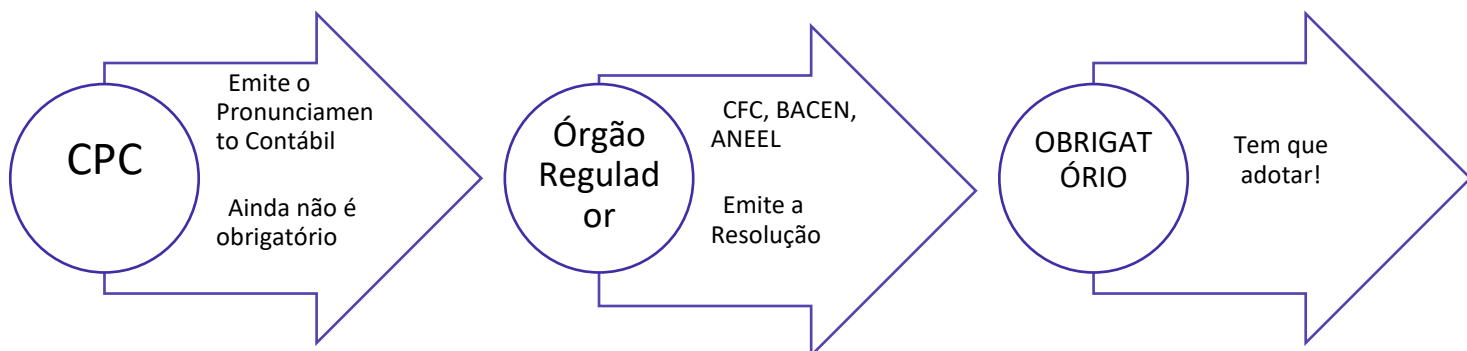 CPC
Emite o
Pronunciamen
to Contábil
Ainda não é
obrigatório
Órgão
Regulad
or
CFC, BACEN,
ANEEL
Emite a
Resolução
OBRIGAT
ÓRIO
Tem que
adotar!